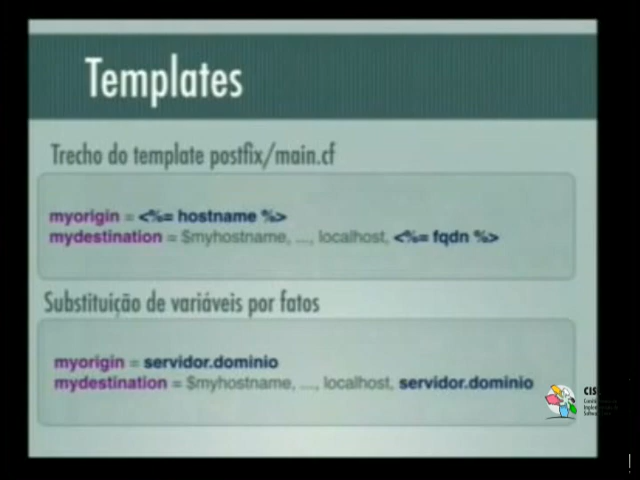 Templates
Trecho do template postfix/main.cf
myorigin = <%= hostname %>
mydestination = $myhostname, ..., localhost, <%= fqdn %>
Substituição de variáveis por fatos
myorigin = servidor.dominio
mydestination = $myhostname, ..., localhost, servidor.dominio